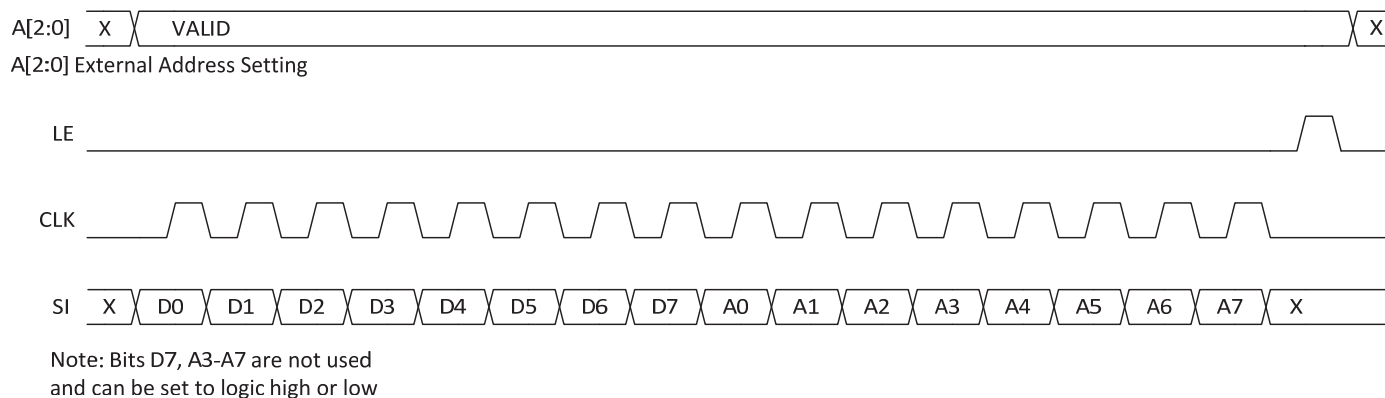 A[2:0] X VALID X
A[2:0] External Address Setting
LE
CLK
SI X D0 D1 D2 D3 D4 D5 D6 D7 A0 A1 A2 A3 A4 A5 A6 A7 X
Note: Bits D7, A3-A7 are not used
and can be set to logic high or low